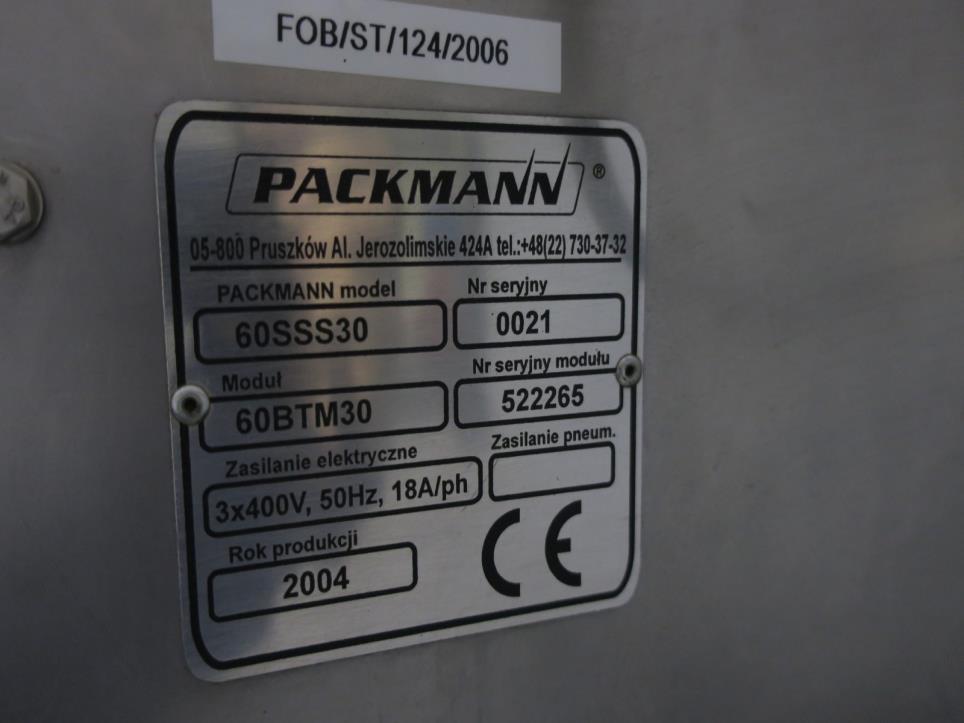 FOB/ST/124/2006
PACKMANN ®
05-800 Pruszków Al. Jerozolimskie 424A tel.:+48(22) 730-37-32
PACKMANN model
Nr seryjny
60SSS30
0021
Moduł
Nr seryjny modułu
60BTM30
522265
Zasilanie elektryczne
Zasilanie pneum.
3x400V, 50Hz, 18A/ph
Rok produkcji
2004
CE